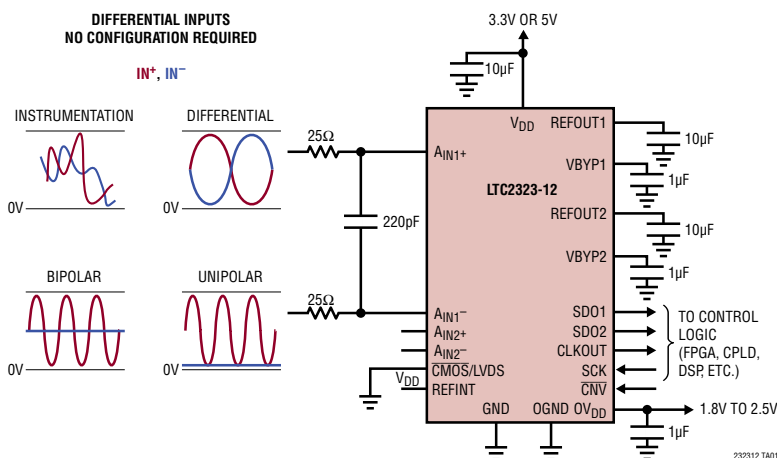 DIFFERENTIAL INPUTS
NO CONFIGURATION REQUIRED
IN+, IN−
INSTRUMENTATION
DIFFERENTIAL
0V
0V
BIPOLAR
UNIPOLAR
0V
0V
25Ω
220pF
25Ω
3.3V OR 5V
10µF
VDD
AIN1+
LTC2323-12
REFOUT1
10µF
VBYP1
1µF
REFOUT2
10µF
VBYP2
1µF
AIN1−
AIN2+
AIN2−
CMOS/LVDS
VDD
REFINT
SDO1
SDO2
CLKOUT
SCK
CNV
TO CONTROL
LOGIC
(FPGA, CPLD,
DSP, ETC.)
GND
OGND
OVDD
1.8V TO 2.5V
1µF
232312 TA01